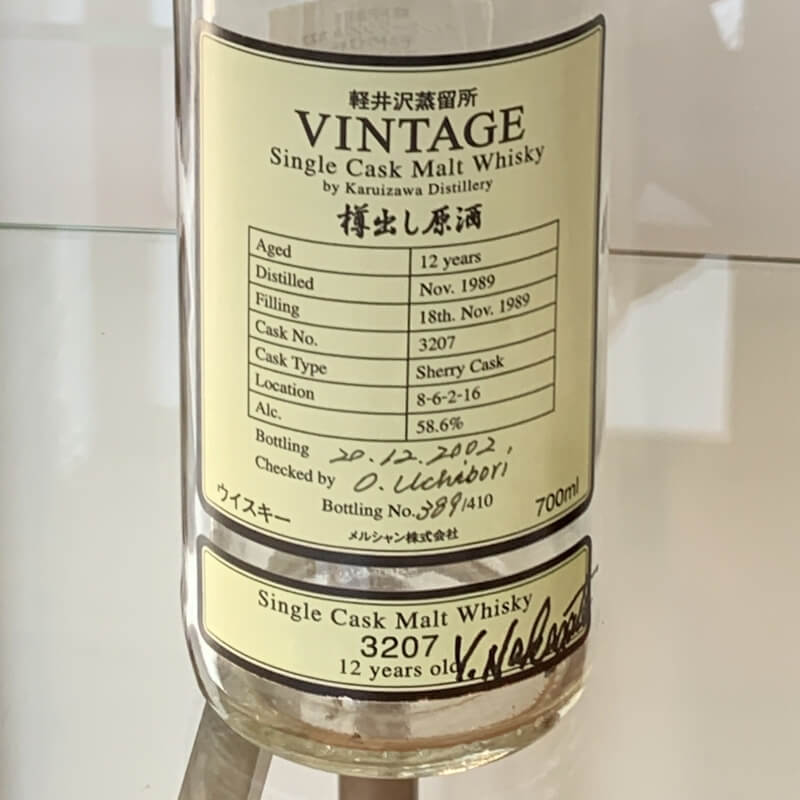 軽井沢蒸留所
VINTAGE
Single Cask Malt Whisky
by Karuizawa Distillery
樽出し原酒
Aged 12 years
Distilled Nov. 1989
Filling 18th. Nov. 1989
Cask No. 3207
Cask Type Sherry Cask
Location 8-6-2-16
Alc. 58.6%
Bottling 20.12.2002,
Checked by O. Uchibori
Bottling No. 389/410
ウイスキー 700ml
メルシャン株式会社
Single Cask Malt Whisky
3207
12 years old